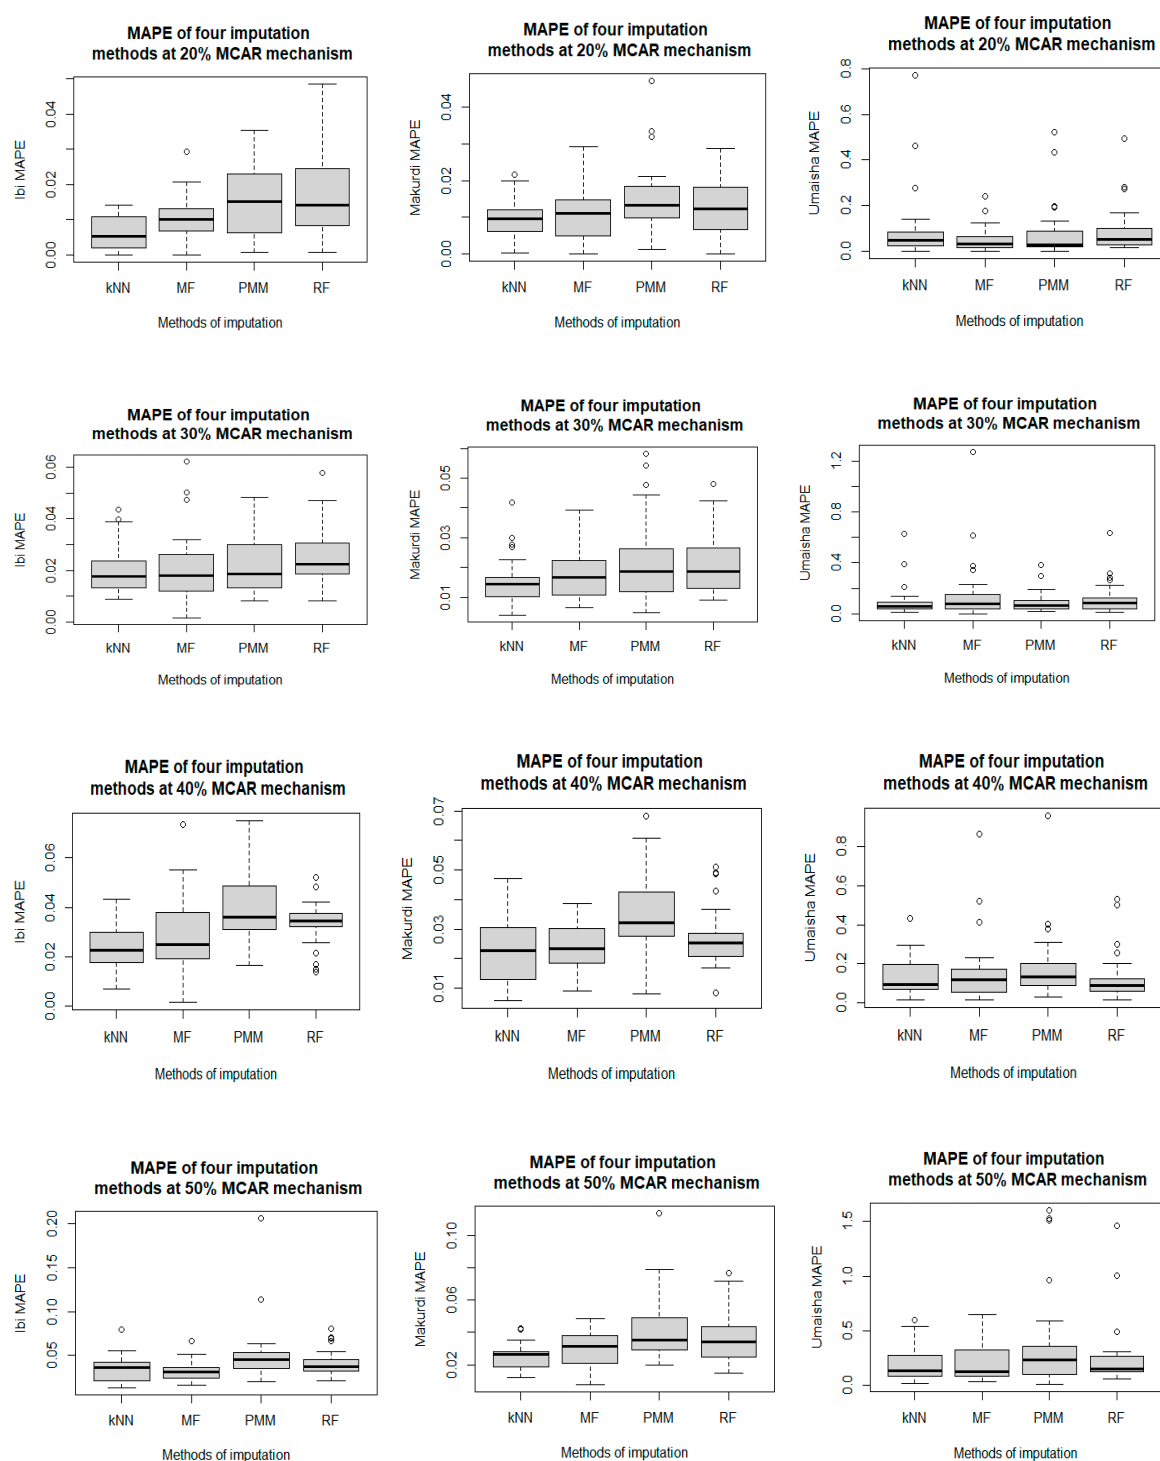 MAPE of four imputation
methods at 20% MCAR mechanism
Ibi MAPE
0.04
0.02
0.00
kNN MF PMM RF
Methods of imputation
MAPE of four imputation
methods at 20% MCAR mechanism
Makurdi MAPE
0.04
0.02
0.00
kNN MF PMM RF
Methods of imputation
MAPE of four imputation
methods at 20% MCAR mechanism
Umaisha MAPE
0.8
0.6
0.4
0.2
0.0
kNN MF PMM RF
Methods of imputation
MAPE of four imputation
methods at 30% MCAR mechanism
Ibi MAPE
0.06
0.04
0.02
0.00
kNN MF PMM RF
Methods of imputation
MAPE of four imputation
methods at 30% MCAR mechanism
Makurdi MAPE
0.05
0.03
0.01
kNN MF PMM RF
Methods of imputation
MAPE of four imputation
methods at 30% MCAR mechanism
Umaisha MAPE
1.2
0.8
0.4
0.0
kNN MF PMM RF
Methods of imputation
MAPE of four imputation
methods at 40% MCAR mechanism
Ibi MAPE
0.06
0.04
0.02
0.00
kNN MF PMM RF
Methods of imputation
MAPE of four imputation
methods at 40% MCAR mechanism
Makurdi MAPE
0.07
0.05
0.03
0.01
kNN MF PMM RF
Methods of imputation
MAPE of four imputation
methods at 40% MCAR mechanism
Umaisha MAPE
0.8
0.6
0.4
0.2
0.0
kNN MF PMM RF
Methods of imputation
MAPE of four imputation
methods at 50% MCAR mechanism
Ibi MAPE
0.20
0.15
0.10
0.05
kNN MF PMM RF
Methods of imputation
MAPE of four imputation
methods at 50% MCAR mechanism
Makurdi MAPE
0.10
0.06
0.02
kNN MF PMM RF
Methods of imputation
MAPE of four imputation
methods at 50% MCAR mechanism
Umaisha MAPE
1.5
1.0
0.5
0.0
kNN MF PMM RF
Methods of imputation